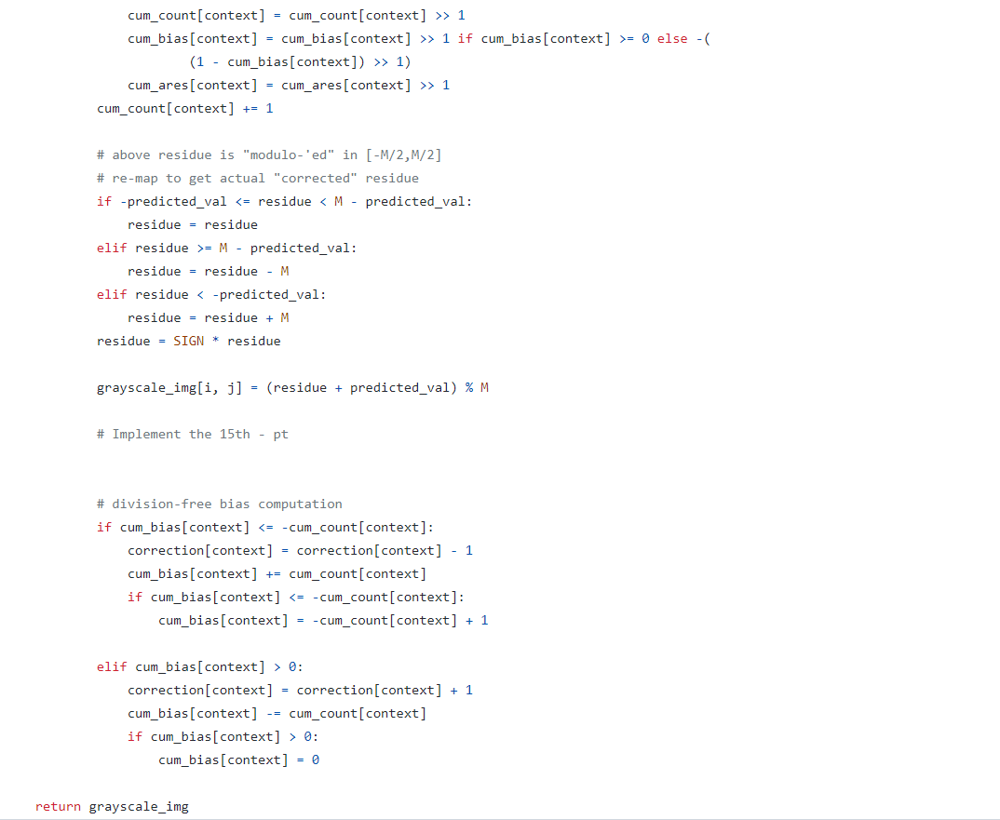 cum_count[context] = cum_count[context] >> 1
cum_bias[context] = cum_bias[context] >> 1 if cum_bias[context] >= 0 else -(
(1 - cum_bias[context]) >> 1)
cum_ares[context] = cum_ares[context] >> 1
cum_count[context] += 1
# above residue is "modulo-'ed" in [-M/2,M/2]
# re-map to get actual "corrected" residue
if -predicted_val <= residue < M - predicted_val:
residue = residue
elif residue >= M - predicted_val:
residue = residue - M
elif residue < -predicted_val:
residue = residue + M
residue = SIGN * residue
grayscale_img[i, j] = (residue + predicted_val) % M
# Implement the 15th - pt
# division-free bias computation
if cum_bias[context] <= -cum_count[context]:
correction[context] = correction[context] - 1
cum_bias[context] += cum_count[context]
if cum_bias[context] <= -cum_count[context]:
cum_bias[context] = -cum_count[context] + 1
elif cum_bias[context] > 0:
correction[context] = correction[context] + 1
cum_bias[context] -= cum_count[context]
if cum_bias[context] > 0:
cum_bias[context] = 0
return grayscale_img